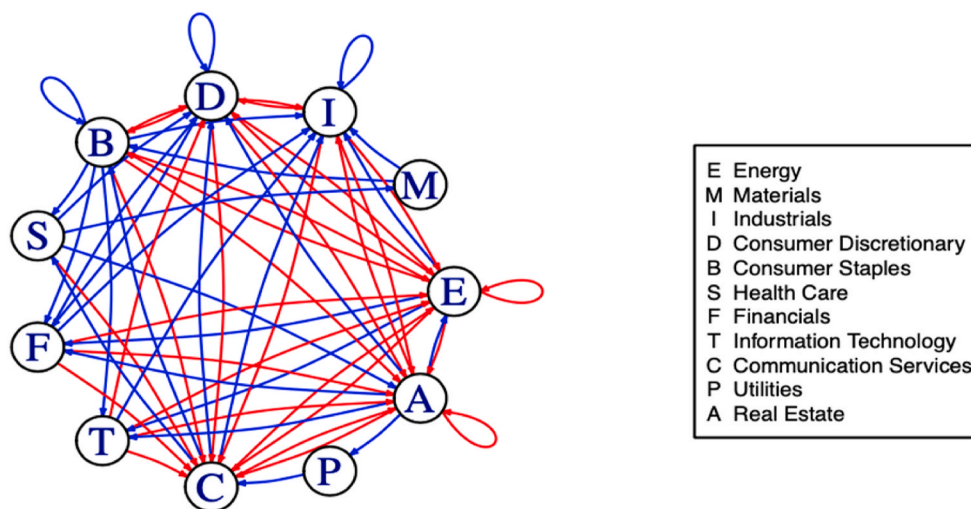 D
I
B
M
S
E
F
A
T
P
C
E Energy
M Materials
I Industrials
D Consumer Discretionary
B Consumer Staples
S Health Care
F Financials
T Information Technology
C Communication Services
P Utilities
A Real Estate